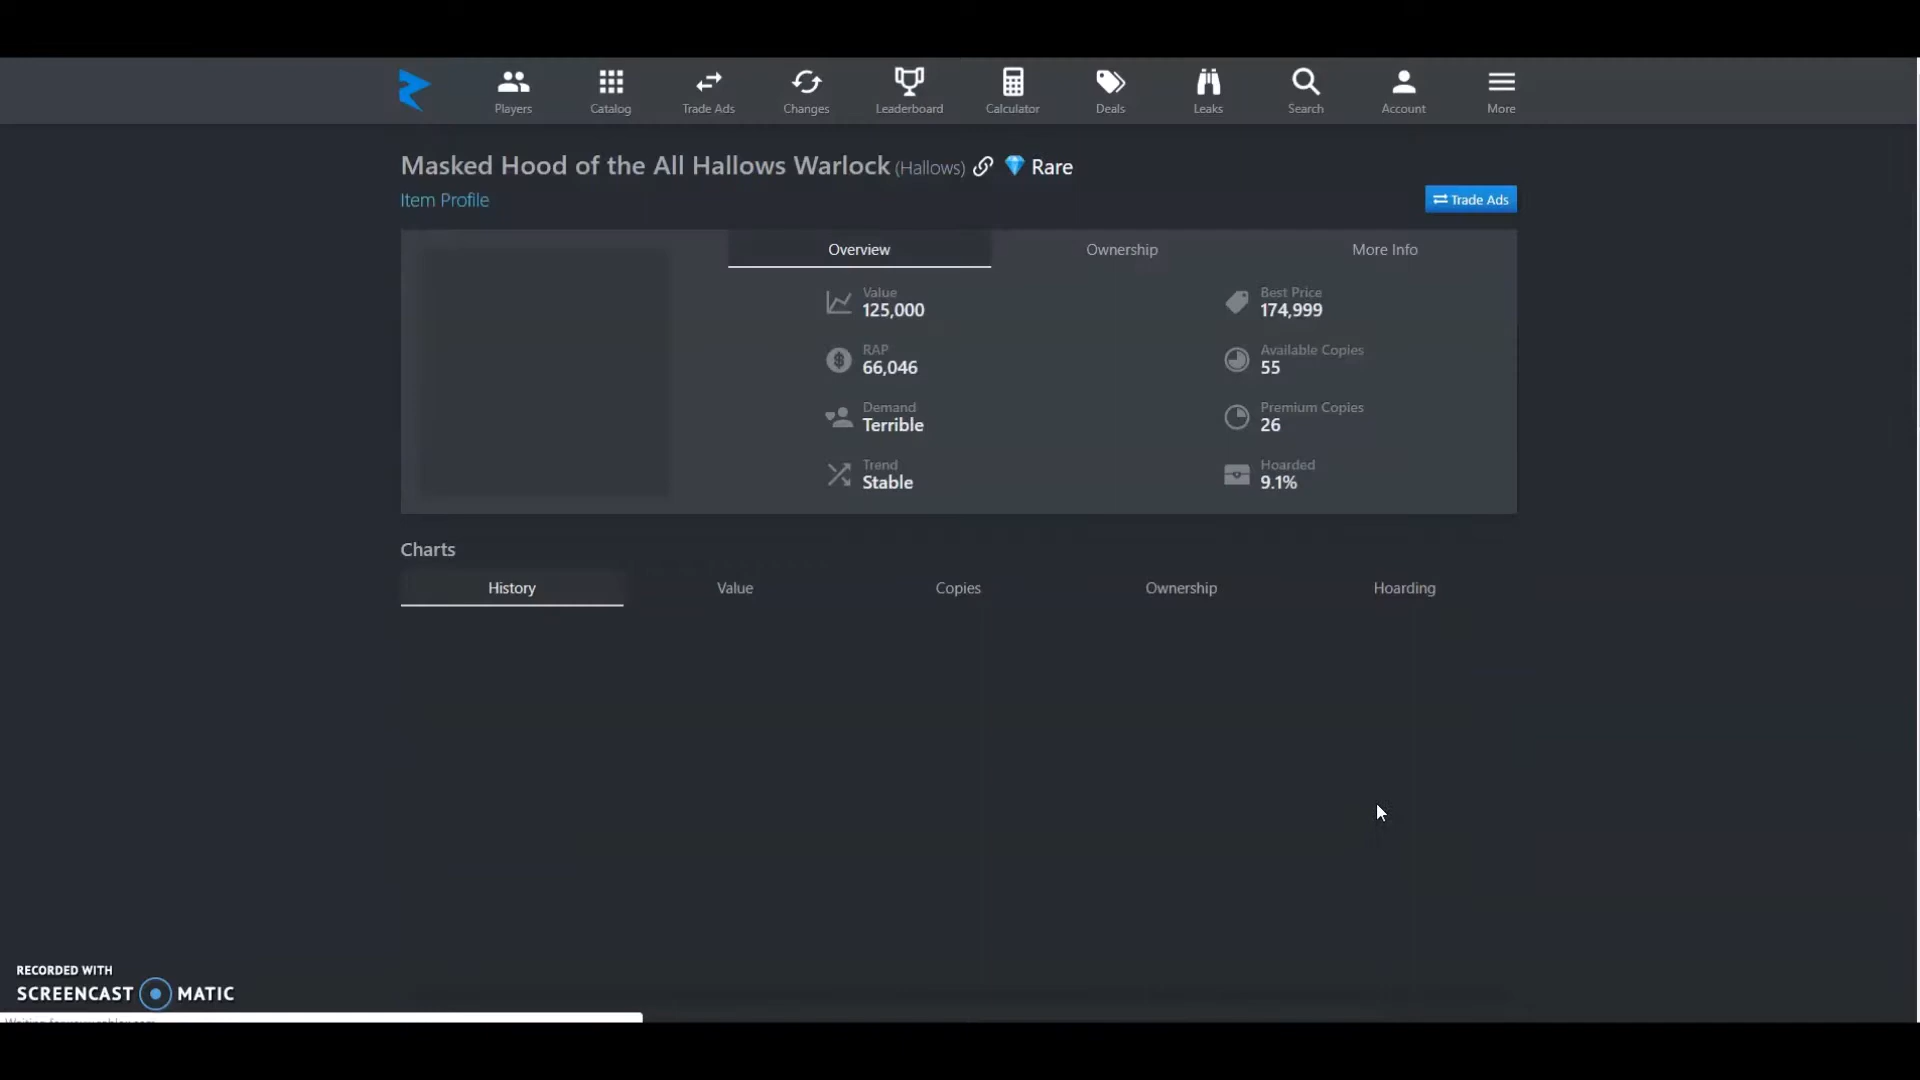 Players Catalog Trade Ads Changes Leaderboard Calculator Deals Leaks Search Account More
Masked Hood of the All Hallows Warlock (Hallows) Rare
Item Profile
Trade Ads
Overview Ownership More Info
Value
125,000
Best Price
174,999
RAP
66,046
Available Copies
55
Demand
Terrible
Premium Copies
26
Trend
Stable
Hoarded
9.1%
Charts
History Value Copies Ownership Hoarding
RECORDED WITH
SCREENCAST MATIC